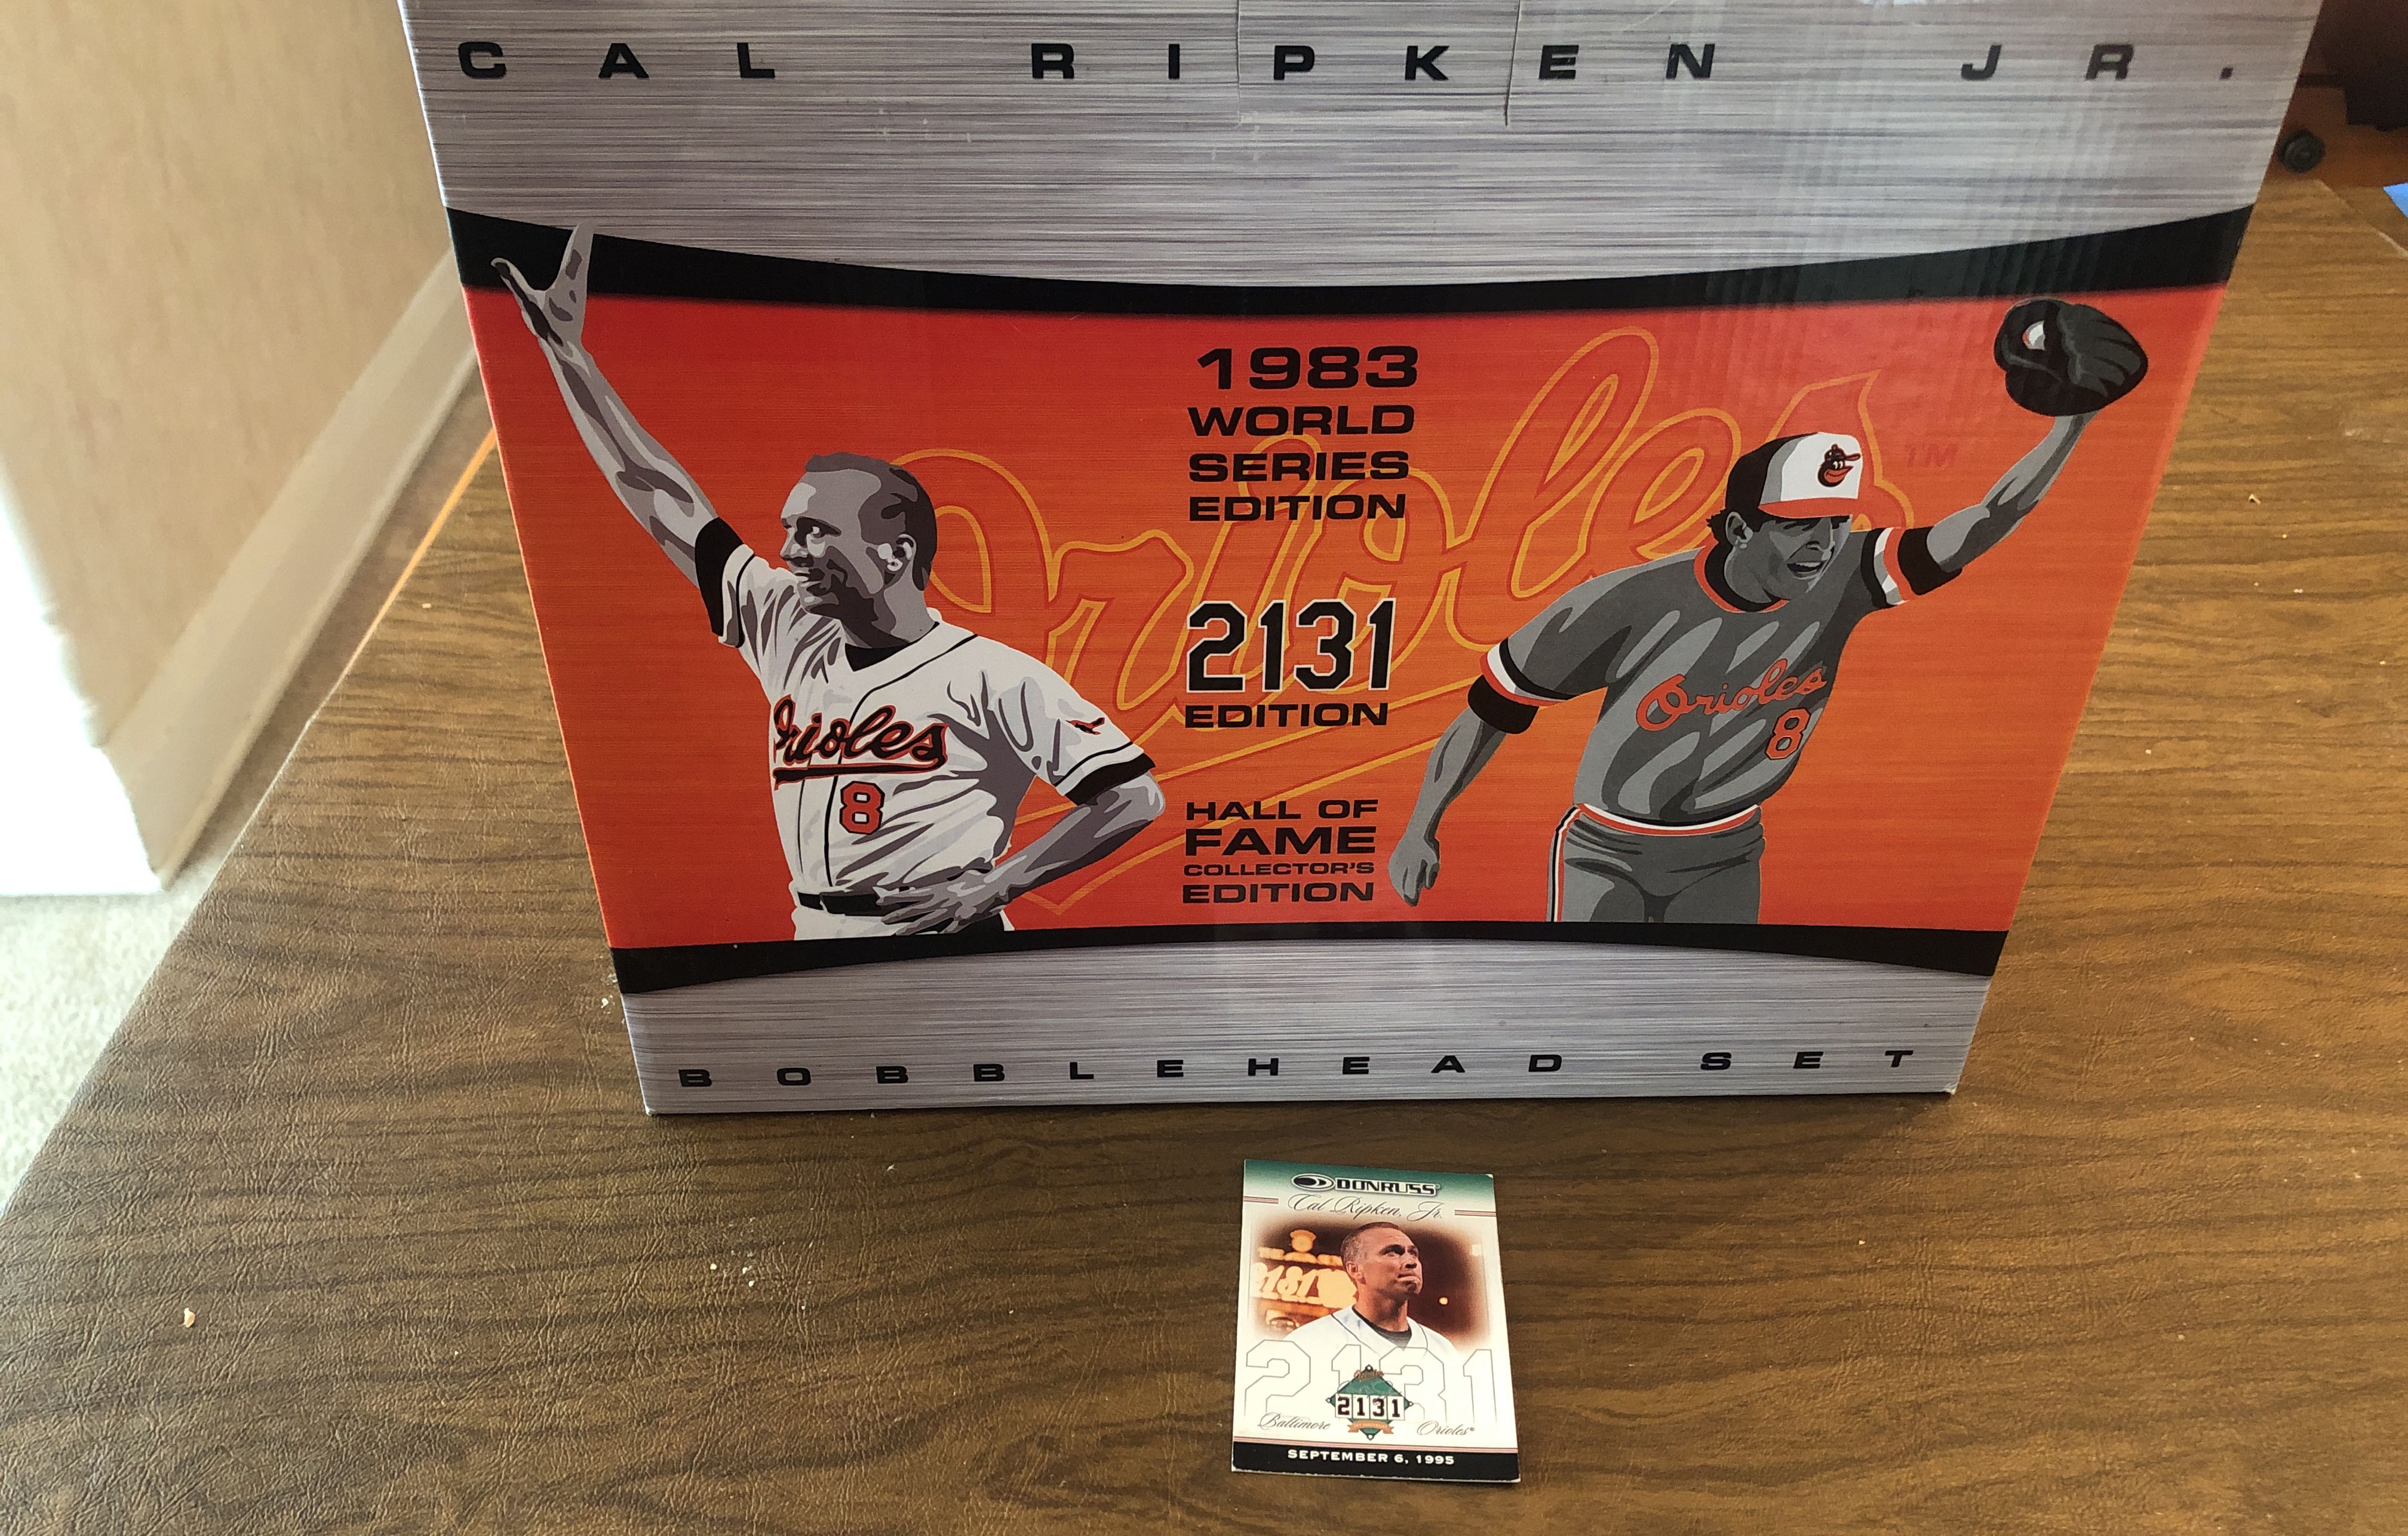 CAL RIPKEN JR.
Orioles TM
1983
WORLD
SERIES
EDITION
2131
EDITION
HALL OF
FAME
COLLECTOR'S
EDITION
Orioles
8
Orioles
8
BOBBLEHEAD SET
DONRUSS
Cal Ripken, Jr.
2131
2131
Baltimore Orioles
SEPTEMBER 6, 1995